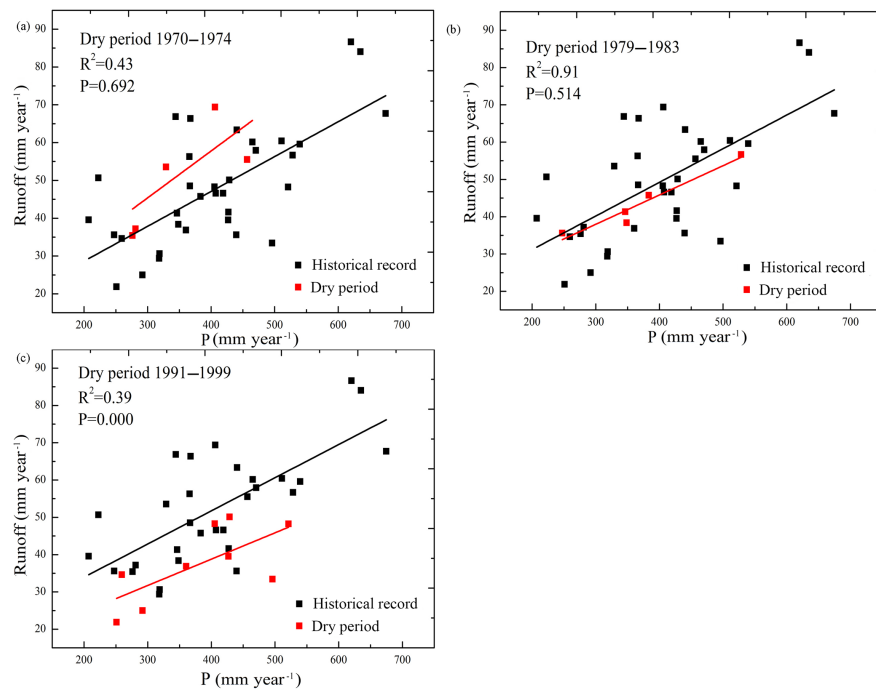 (a)
Dry period 1970–1974
R²=0.43
P=0.692
Runoff (mm year⁻¹)
90
80
70
60
50
40
30
20
Historical record
Dry period
200 300 400 500 600 700
P (mm year⁻¹)
(b)
Dry period 1979–1983
R²=0.91
P=0.514
Runoff (mm year⁻¹)
90
80
70
60
50
40
30
20
Historical record
Dry period
200 300 400 500 600 700
P (mm year⁻¹)
(c)
Dry period 1991–1999
R²=0.39
P=0.000
Runoff (mm year⁻¹)
90
80
70
60
50
40
30
20
Historical record
Dry period
200 300 400 500 600 700
P (mm year⁻¹)